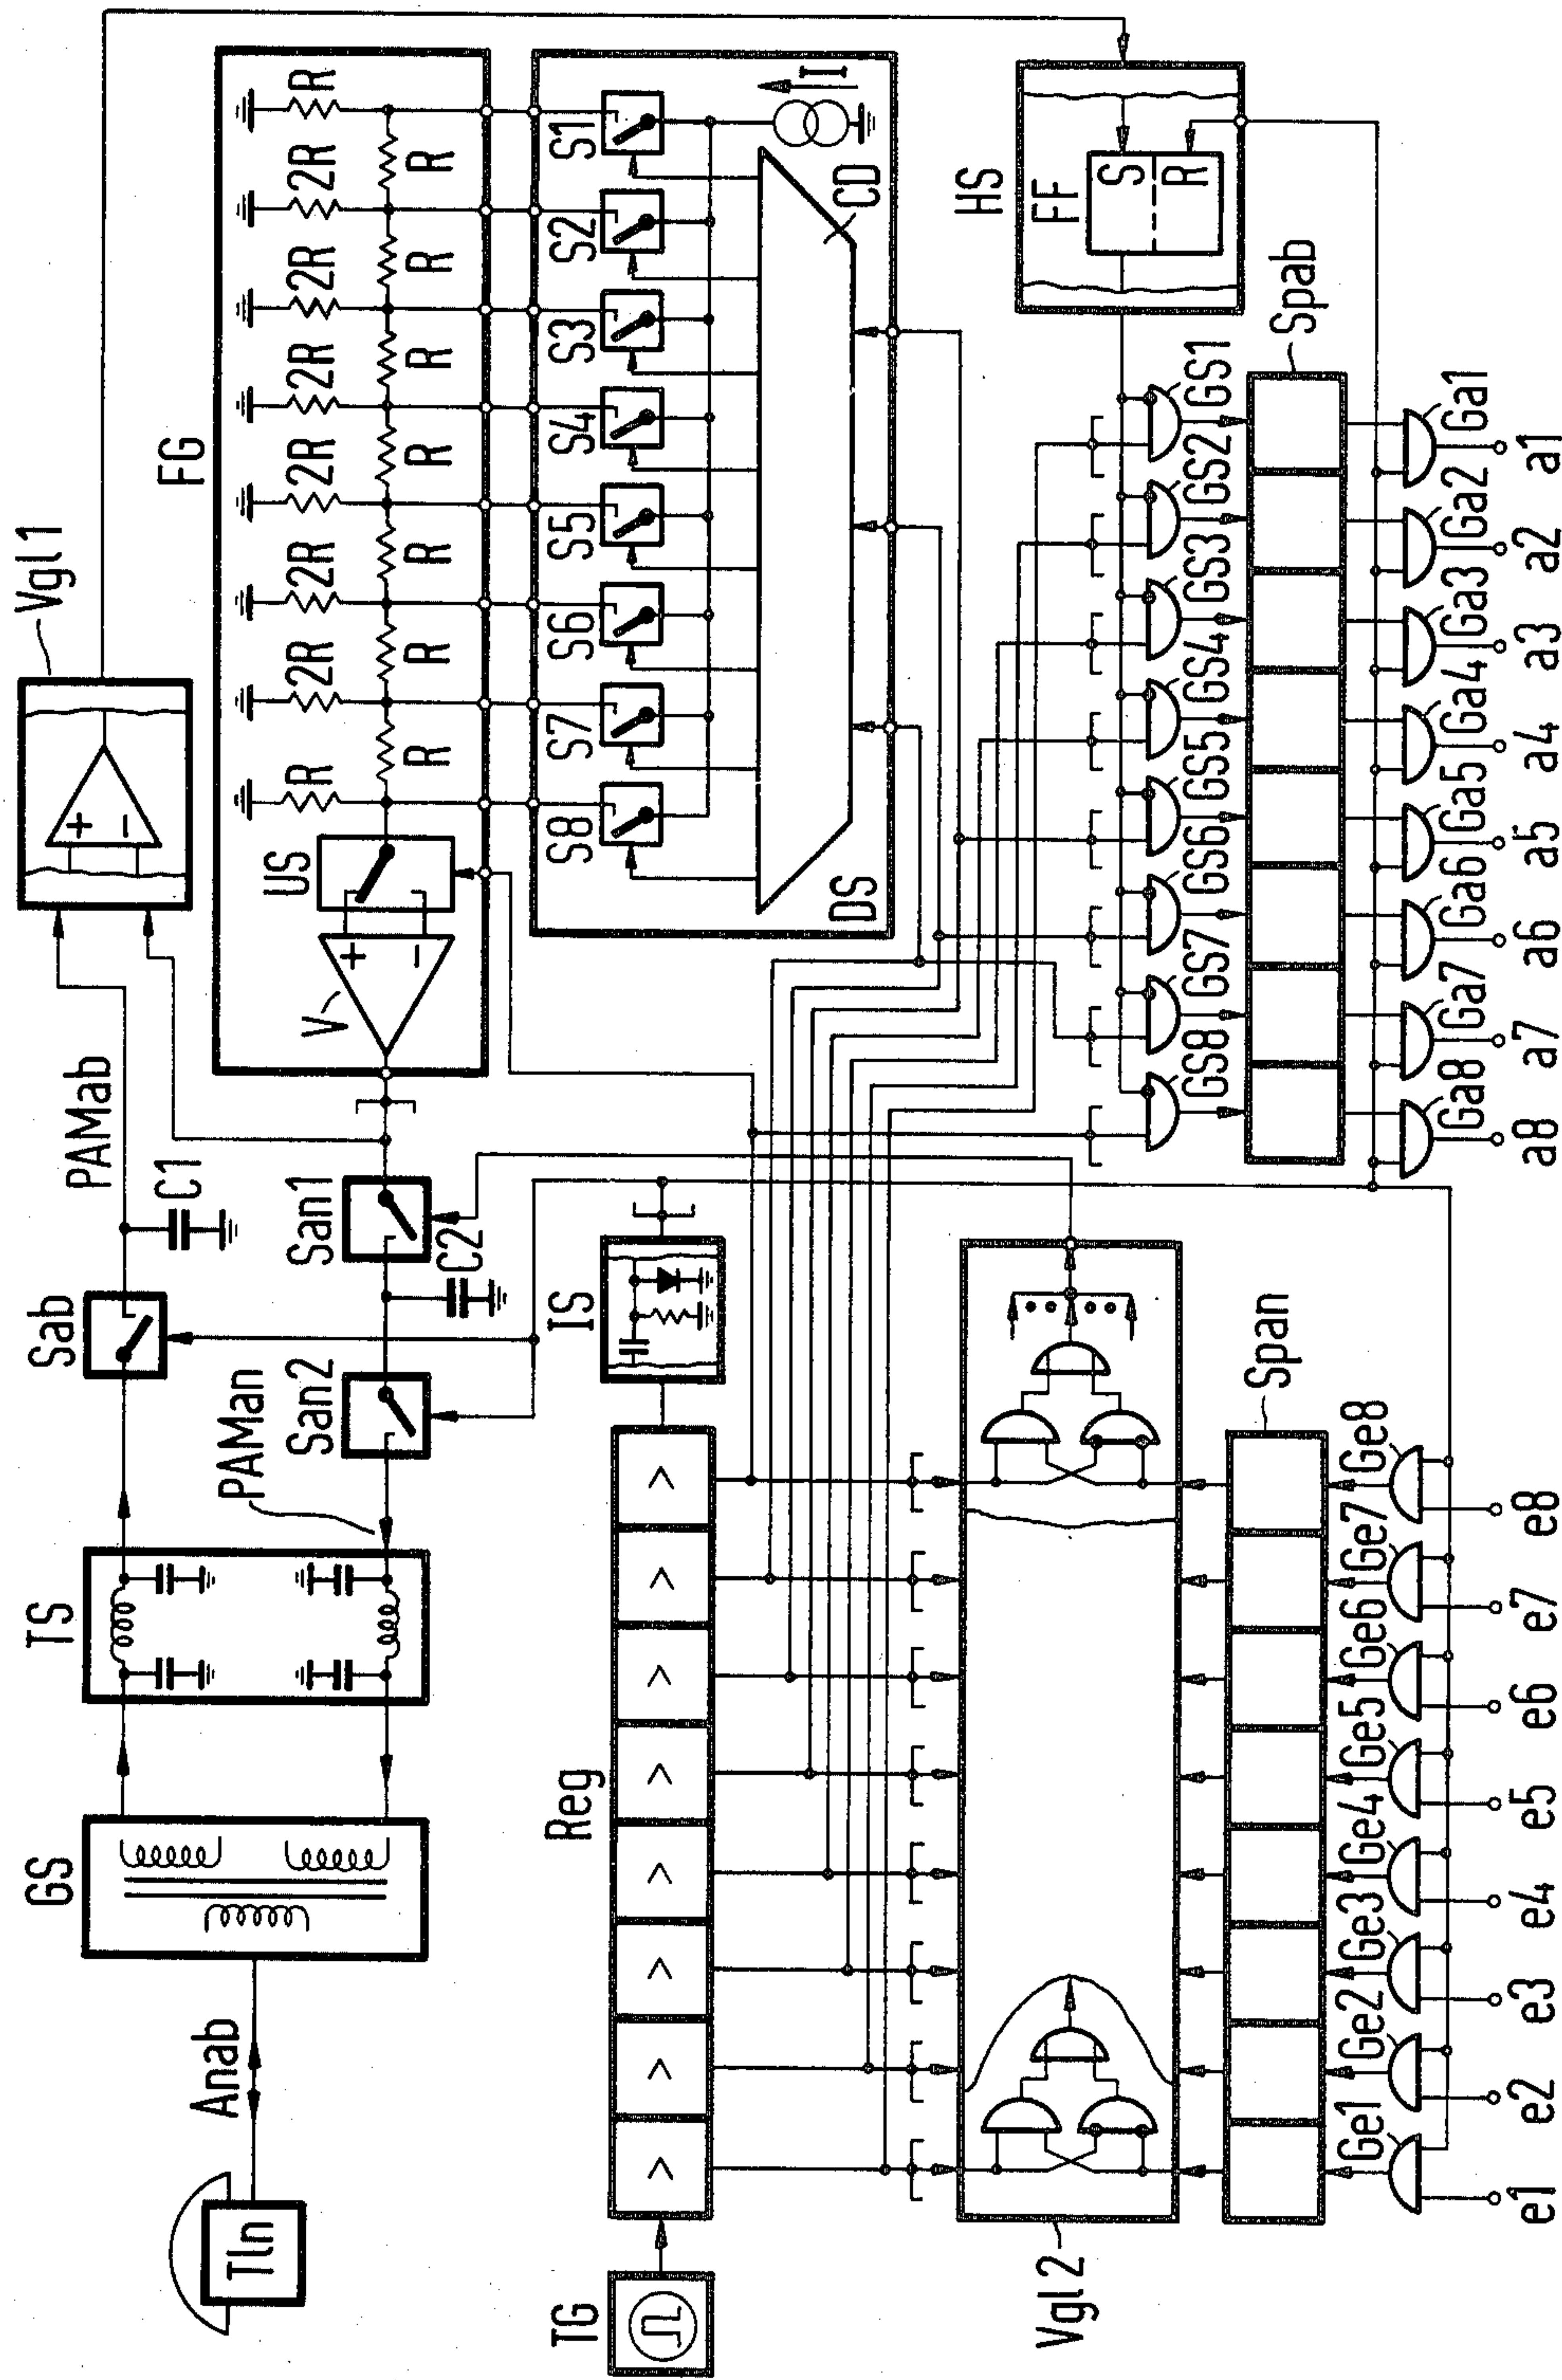 Tln
Anab
GS
TS
PAMan
San2
Sab
San1
C2
C1
PAMab
Vgl 1
+
−
FG
V
+
−
US
R
2R
2R
2R
2R
2R
2R
R
R
R
R
R
R
R
R
S8
S7
S6
S5
S4
S3
S2
S1
I
CD
DS
TG
Reg
IS
HS
FF
S
R
Vgl 2
Span
Spab
GS8
GS7
GS6
GS5
GS4
GS3
GS2
GS1
Ge1
Ge2
Ge3
Ge4
Ge5
Ge6
Ge7
Ge8
e1
e2
e3
e4
e5
e6
e7
e8
Ga8
Ga7
Ga6
Ga5
Ga4
Ga3
Ga2
Ga1
a8
a7
a6
a5
a4
a3
a2
a1